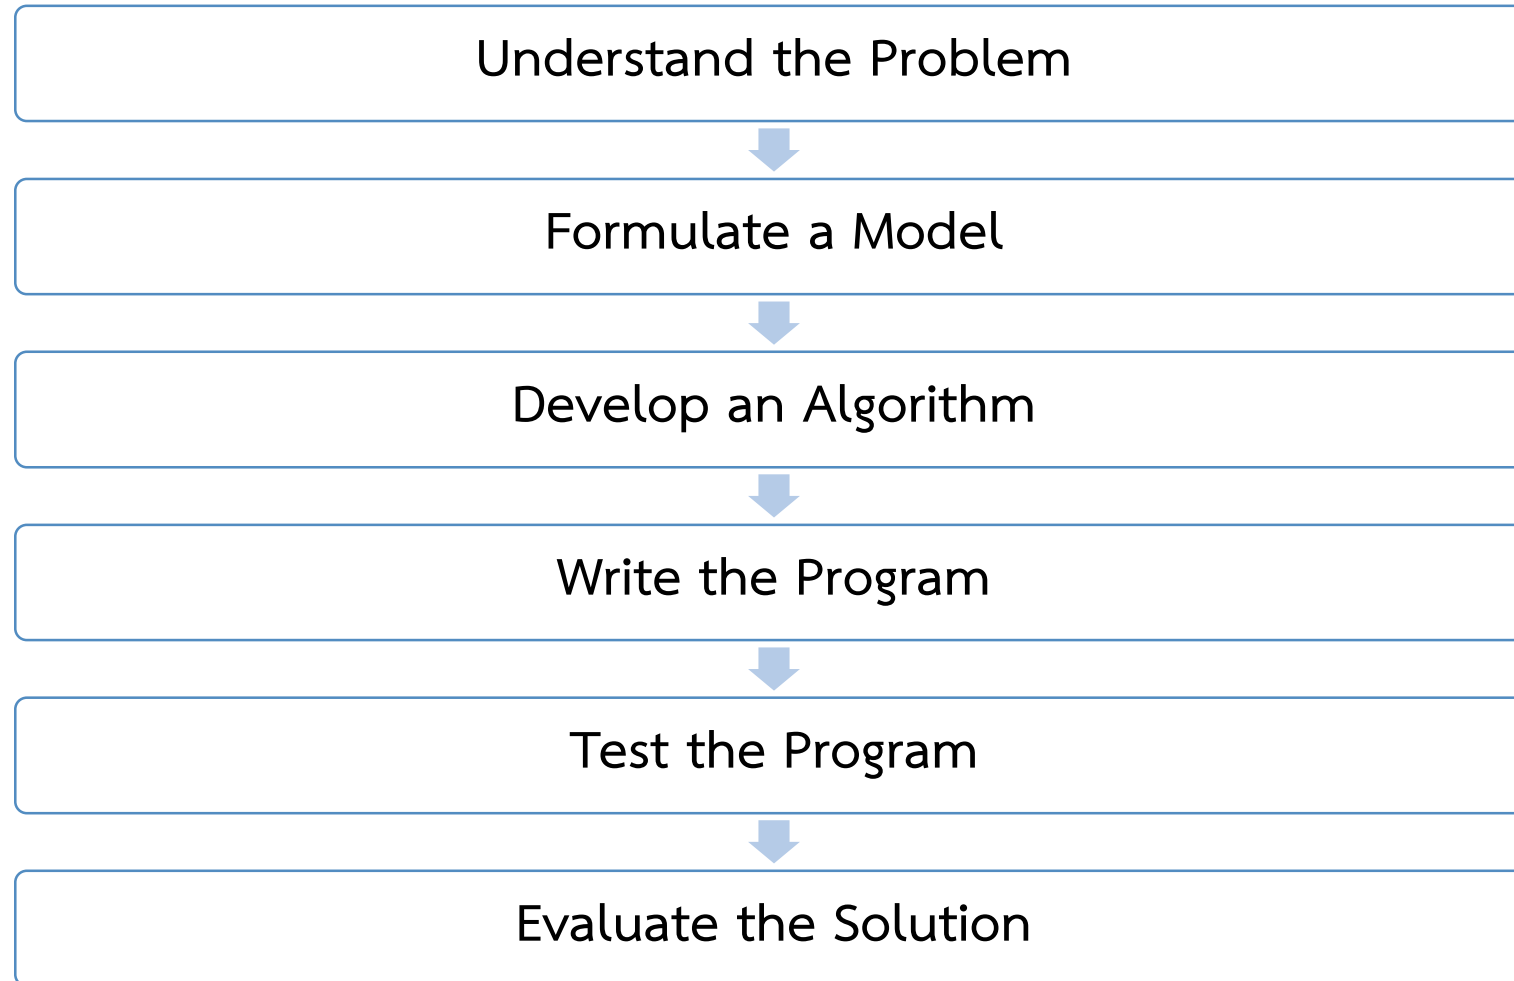 Understand the Problem
Formulate a Model
Develop an Algorithm
Write the Program
Test the Program
Evaluate the Solution